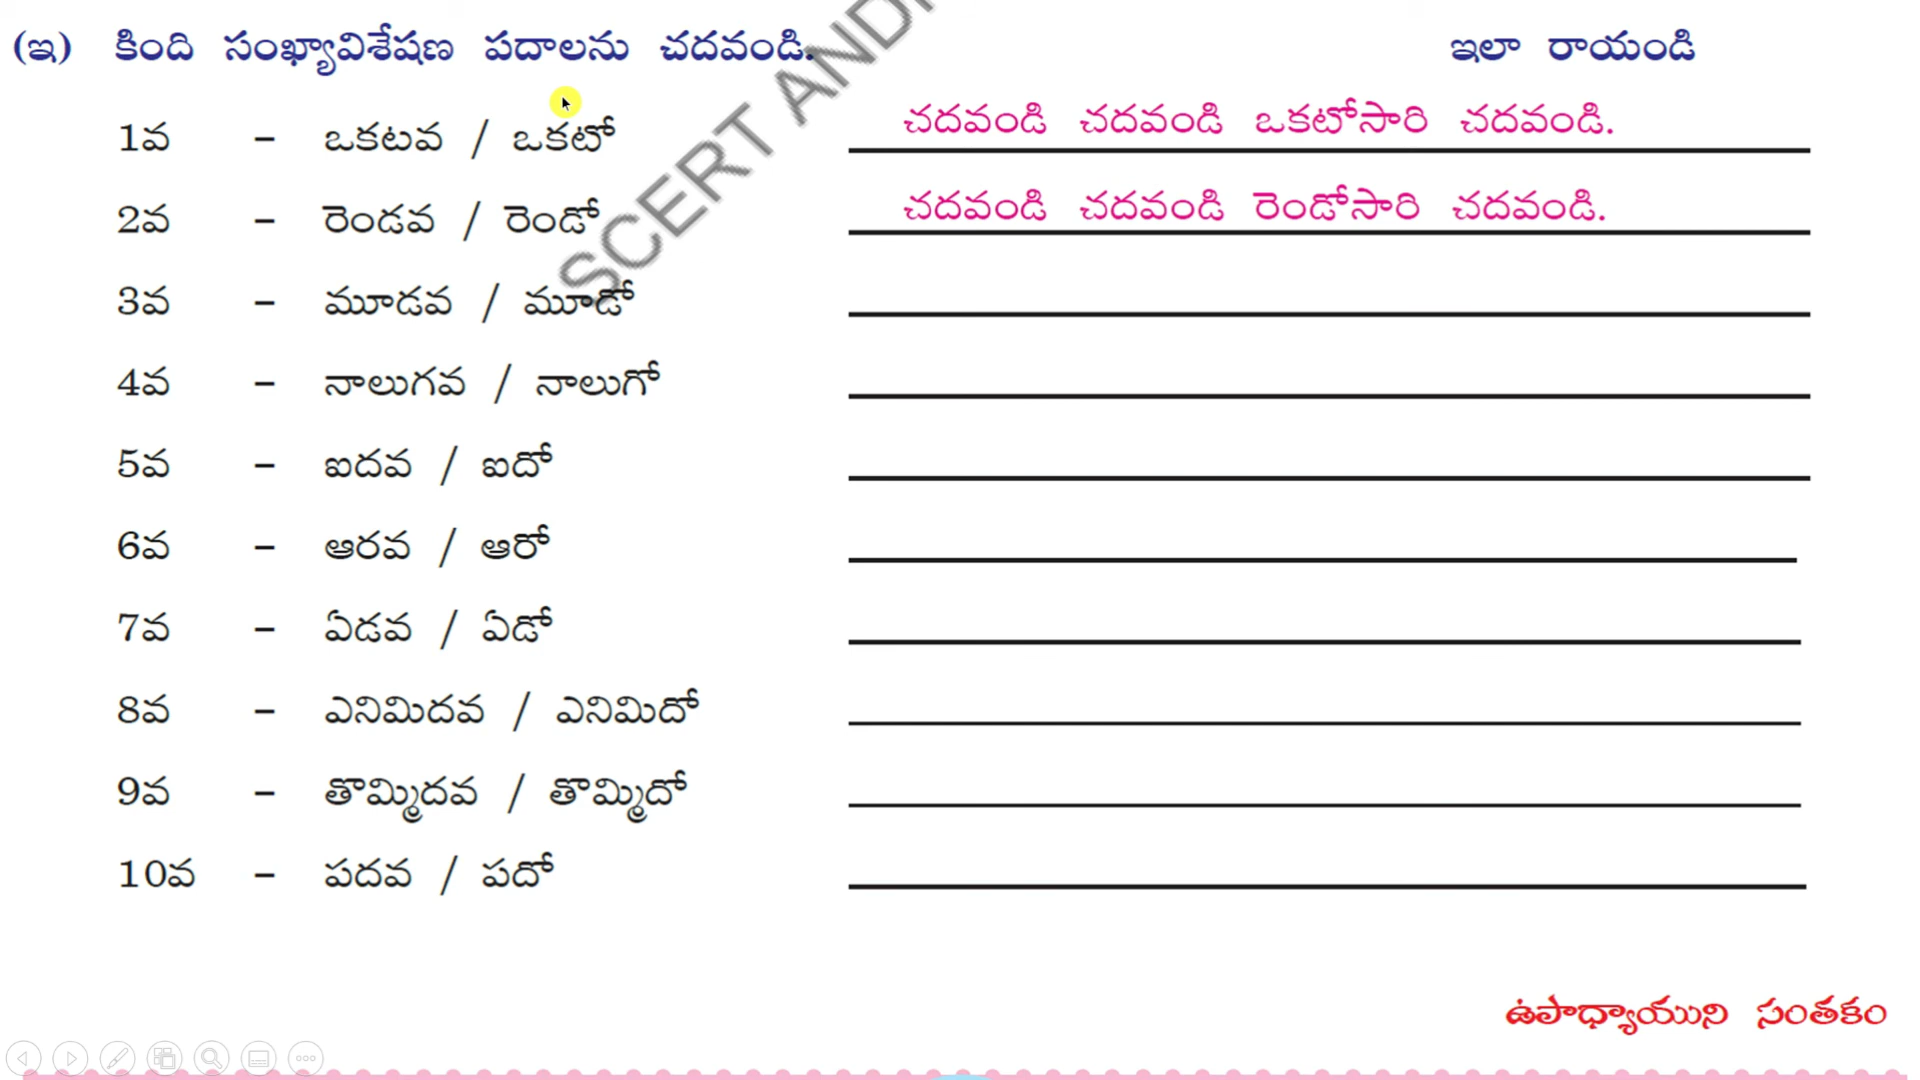 (ఇ) కింది సంఖ్యావిశేషణ పదాలను చదవండి. ఇలా రాయండి
1వ – ఒకటవ / ఒకటో చదవండి చదవండి ఒకటోసారి చదవండి.
2వ – రెండవ / రెండో చదవండి చదవండి రెండోసారి చదవండి.
3వ – మూడవ / మూడో
4వ – నాలుగవ / నాలుగో
5వ – ఐదవ / ఐదో
6వ – ఆరవ / ఆరో
7వ – ఏడవ / ఏడో
8వ – ఎనిమిదవ / ఎనిమిదో
9వ – తొమ్మిదవ / తొమ్మిదో
10వ – పదవ / పదో
ఉపాధ్యాయుని సంతకం
SCERT